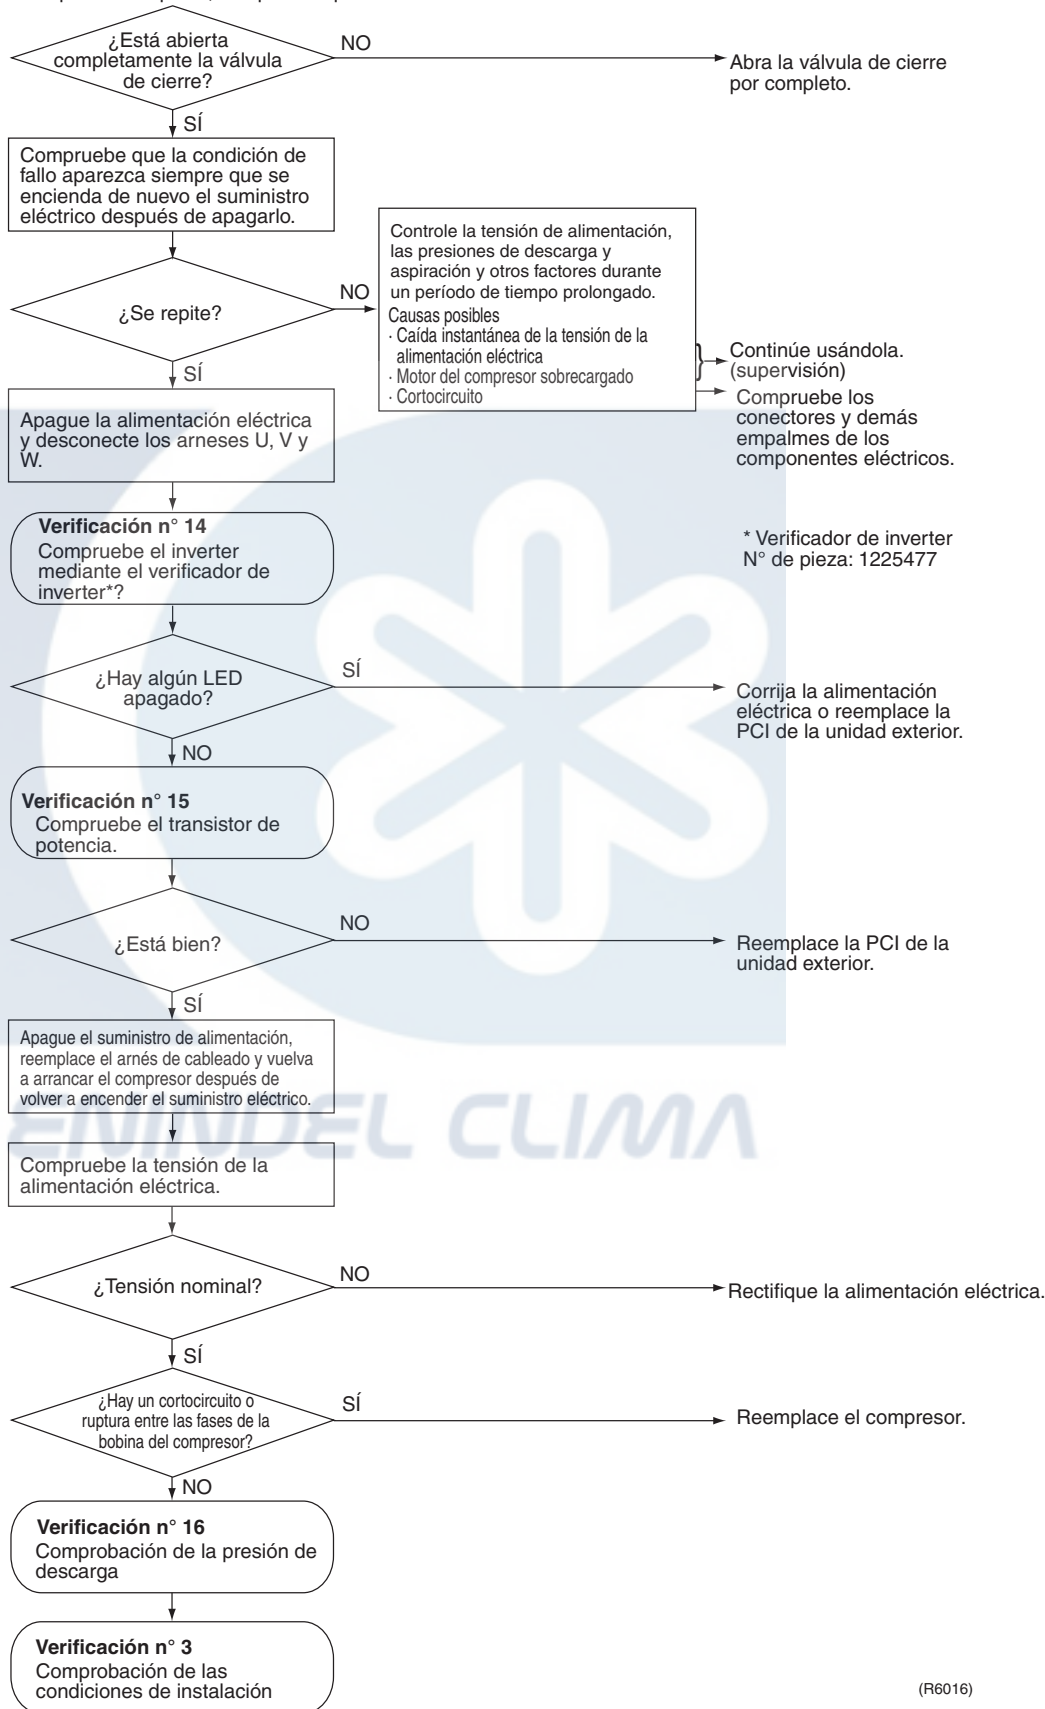 ¿Está abierta
completamente la válvula
de cierre?
NO
Abra la válvula de cierre
por completo.
SÍ
Compruebe que la condición de
fallo aparezca siempre que se
encienda de nuevo el suministro
eléctrico después de apagarlo.
¿Se repite?
NO
Controle la tensión de alimentación,
las presiones de descarga y
aspiración y otros factores durante
un período de tiempo prolongado.
Causas posibles
· Caída instantánea de la tensión de la
alimentación eléctrica
· Motor del compresor sobrecargado
· Cortocircuito
Continúe usándola.
(supervisión)
Compruebe los
conectores y demás
empalmes de los
componentes eléctricos.
SÍ
Apague la alimentación eléctrica
y desconecte los arneses U, V y
W.
Verificación n° 14
Compruebe el inverter
mediante el verificador de
inverter*?
* Verificador de inverter
N° de pieza: 1225477
¿Hay algún LED
apagado?
SÍ
Corrija la alimentación
eléctrica o reemplace la
PCI de la unidad exterior.
NO
Verificación n° 15
Compruebe el transistor de
potencia.
¿Está bien?
NO
Reemplace la PCI de la
unidad exterior.
SÍ
Apague el suministro de alimentación,
reemplace el arnés de cableado y vuelva
a arrancar el compresor después de
volver a encender el suministro eléctrico.
ENINDEL CLIMA
Compruebe la tensión de la
alimentación eléctrica.
¿Tensión nominal?
NO
Rectifique la alimentación eléctrica.
SÍ
¿Hay un cortocircuito o
ruptura entre las fases de la
bobina del compresor?
SÍ
Reemplace el compresor.
NO
Verificación n° 16
Comprobación de la presión de
descarga
Verificación n° 3
Comprobación de las
condiciones de instalación
(R6016)